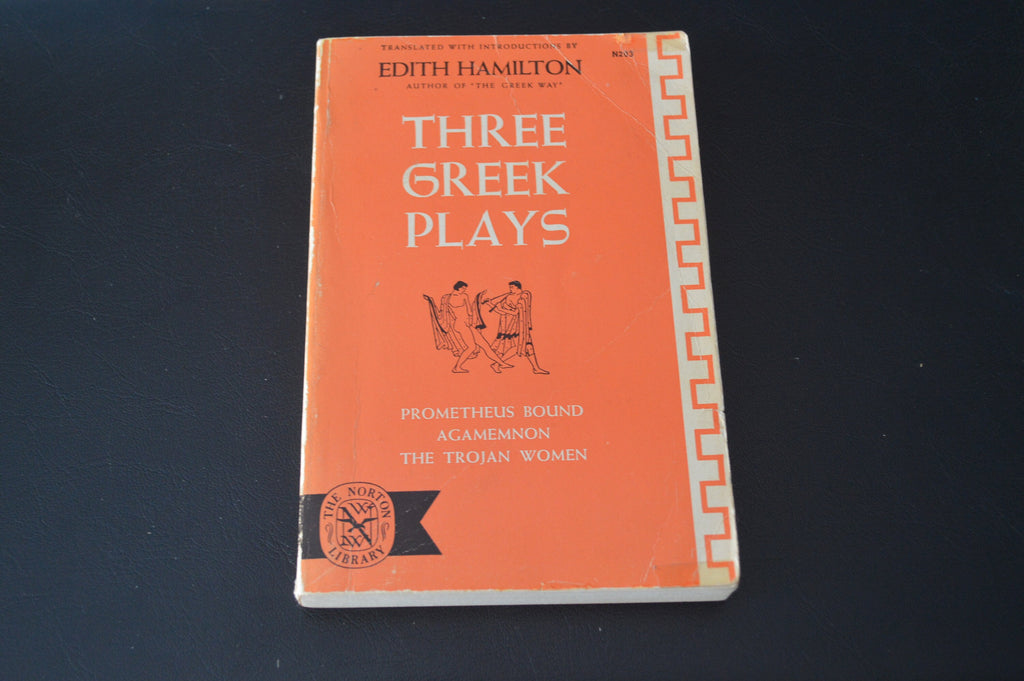 TRANSLATED WITH INTRODUCTIONS BY
N203
EDITH HAMILTON
AUTHOR OF "THE GREEK WAY"
THREE
GREEK
PLAYS
PROMETHEUS BOUND
AGAMEMNON
THE TROJAN WOMEN
THE NORTON
LIBRARY